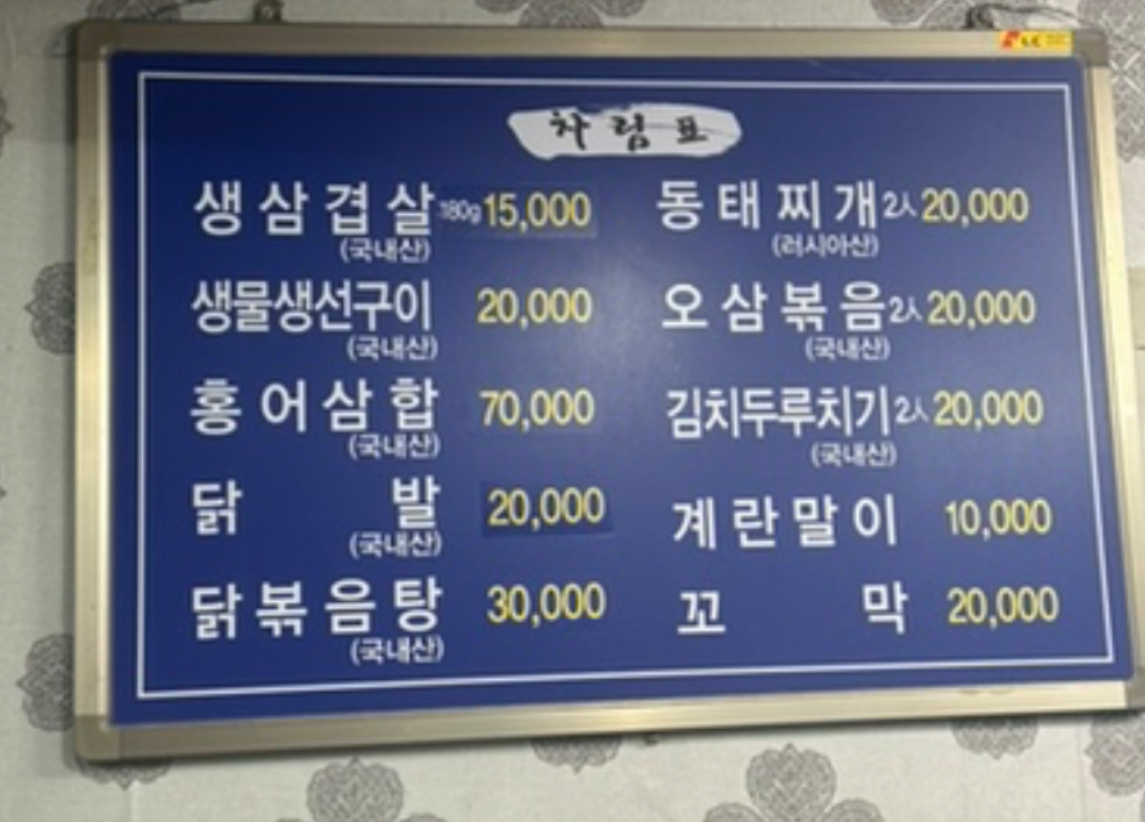 차림표
생삼겹살 180g 15,000
(국내산)
생물생선구이 20,000
(국내산)
홍어삼합 70,000
(국내산)
닭발 20,000
(국내산)
닭볶음탕 30,000
(국내산)
동태찌개 2人 20,000
(러시아산)
오삼볶음 2人 20,000
(국내산)
김치두루치기 2人 20,000
(국내산)
계란말이 10,000
꼬막 20,000